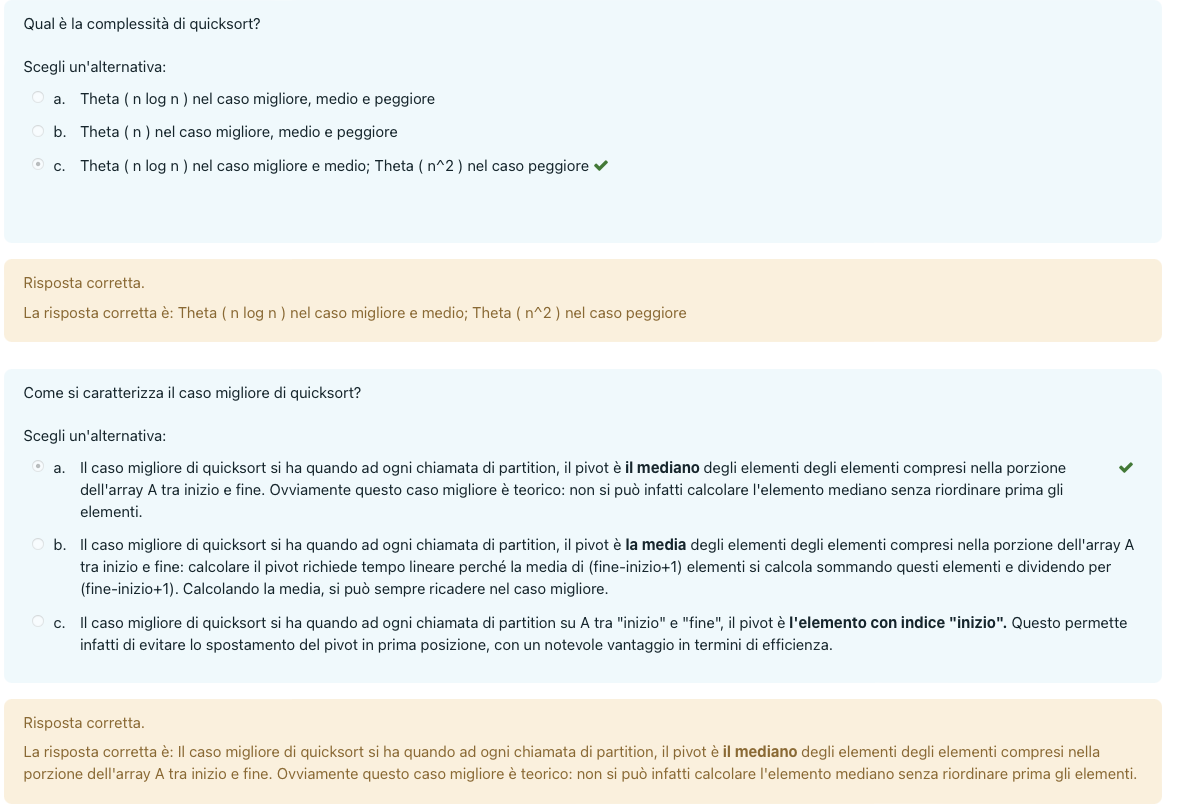 Qual è la complessità di quicksort?
Scegli un'alternativa:
a. Theta ( n log n ) nel caso migliore, medio e peggiore
b. Theta ( n ) nel caso migliore, medio e peggiore
c. Theta ( n log n ) nel caso migliore e medio; Theta ( n^2 ) nel caso peggiore
Risposta corretta.
La risposta corretta è: Theta ( n log n ) nel caso migliore e medio; Theta ( n^2 ) nel caso peggiore
Come si caratterizza il caso migliore di quicksort?
Scegli un'alternativa:
a. Il caso migliore di quicksort si ha quando ad ogni chiamata di partition, il pivot è il mediano degli elementi degli elementi compresi nella porzione
dell'array A tra inizio e fine. Ovviamente questo caso migliore è teorico: non si può infatti calcolare l'elemento mediano senza riordinare prima gli
elementi.
b. Il caso migliore di quicksort si ha quando ad ogni chiamata di partition, il pivot è la media degli elementi degli elementi compresi nella porzione dell'array A
tra inizio e fine: calcolare il pivot richiede tempo lineare perché la media di (fine-inizio+1) elementi si calcola sommando questi elementi e dividendo per
(fine-inizio+1). Calcolando la media, si può sempre ricadere nel caso migliore.
c. Il caso migliore di quicksort si ha quando ad ogni chiamata di partition su A tra "inizio" e "fine", il pivot è l'elemento con indice "inizio". Questo permette
infatti di evitare lo spostamento del pivot in prima posizione, con un notevole vantaggio in termini di efficienza.
Risposta corretta.
La risposta corretta è: Il caso migliore di quicksort si ha quando ad ogni chiamata di partition, il pivot è il mediano degli elementi degli elementi compresi nella
porzione dell'array A tra inizio e fine. Ovviamente questo caso migliore è teorico: non si può infatti calcolare l'elemento mediano senza riordinare prima gli elementi.